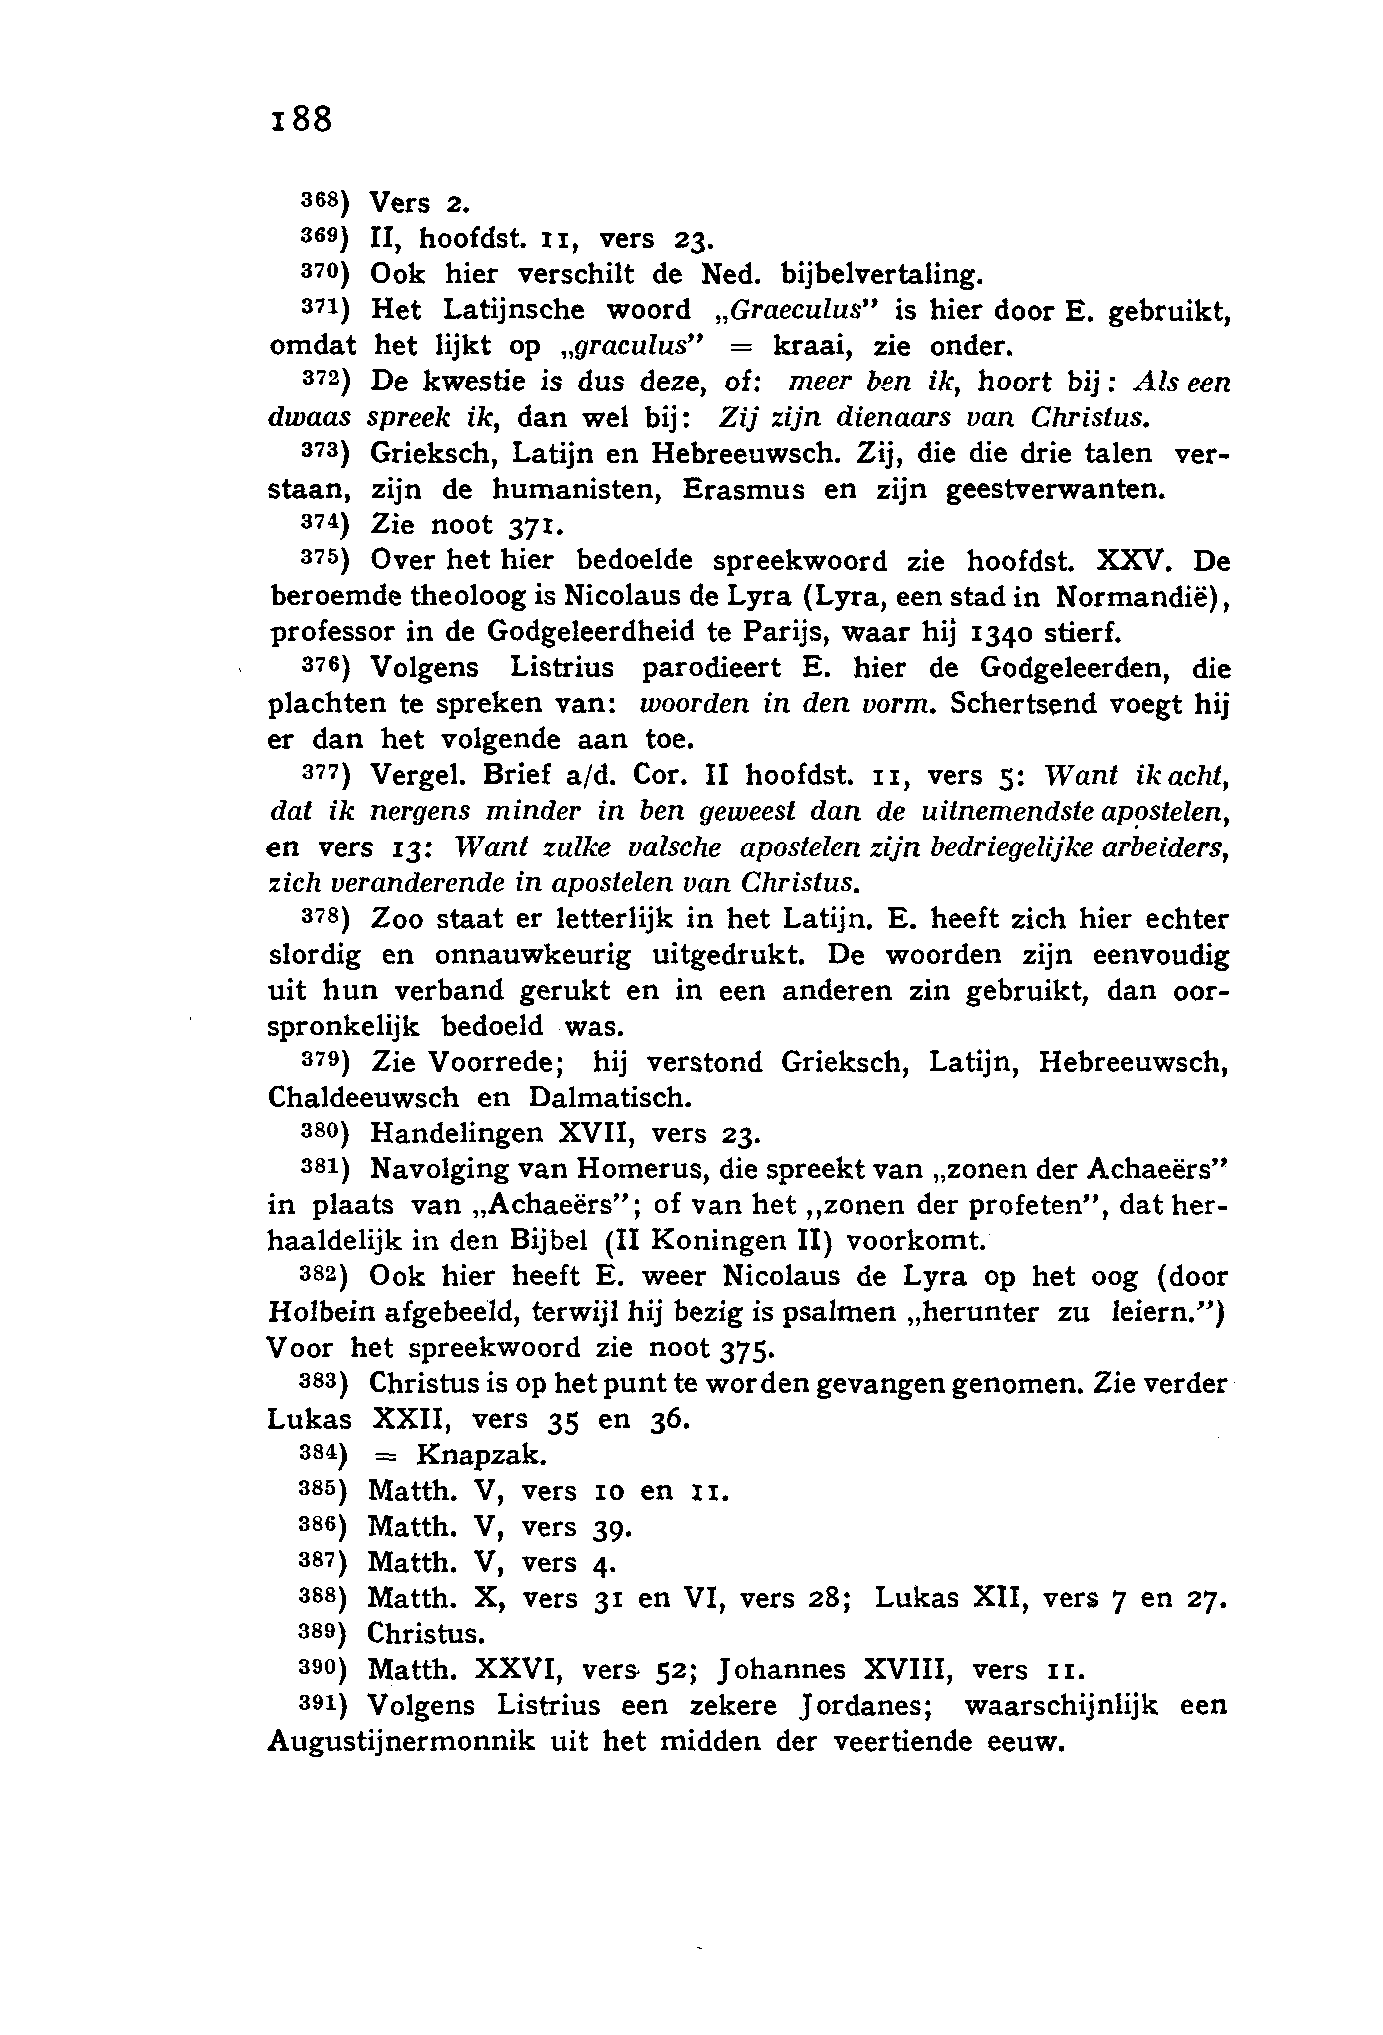 188
368) Vers 2.
369) II, hoofdst. 11, vers 23.
370) Ook hier verschilt de Ned. bijbelvertaling.
371) Het Latijnsche woord „Graeculus” is hier door E. gebruikt,
omdat het lijkt op „graculus” = kraai, zie onder.
372) De kwestie is dus deze, of: meer ben ik, hoort bij: Als een
dwaas spreek ik, dan wel bij: Zij zijn dienaars van Christus.
373) Grieksch, Latijn en Hebreeuwsch. Zij, die die drie talen ver-
staan, zijn de humanisten, Erasmus en zijn geestverwanten.
374) Zie noot 371.
375) Over het hier bedoelde spreekwoord zie hoofdst. XXV. De
beroemde theoloog is Nicolaus de Lyra (Lyra, een stad in Normandië),
professor in de Godgeleerdheid te Parijs, waar hij 1340 stierf.
376) Volgens Listrius parodieert E. hier de Godgeleerden, die
plachten te spreken van: woorden in den vorm. Schertsend voegt hij
er dan het volgende aan toe.
377) Vergel. Brief a/d. Cor. II hoofdst. 11, vers 5: Want ik acht,
dat ik nergens minder in ben geweest dan de uitnemendste apostelen,
en vers 13: Want zulke valsche apostelen zijn bedriegelijke arbeiders,
zich veranderende in apostelen van Christus.
378) Zoo staat er letterlijk in het Latijn. E. heeft zich hier echter
slordig en onnauwkeurig uitgedrukt. De woorden zijn eenvoudig
uit hun verband gerukt en in een anderen zin gebruikt, dan oor-
spronkelijk bedoeld was.
379) Zie Voorrede; hij verstond Grieksch, Latijn, Hebreeuwsch,
Chaldeeuwsch en Dalmatisch.
380) Handelingen XVII, vers 23.
381) Navolging van Homerus, die spreekt van „zonen der Achaeërs”
in plaats van „Achaeërs”; of van het ,,zonen der profeten”, dat her-
haaldelijk in den Bijbel (II Koningen II) voorkomt.
382) Ook hier heeft E. weer Nicolaus de Lyra op het oog (door
Holbein afgebeeld, terwijl hij bezig is psalmen „herunter zu leiern.”)
Voor het spreekwoord zie noot 375.
383) Christus is op het punt te worden gevangen genomen. Zie verder
Lukas XXII, vers 35 en 36.
384) = Knapzak.
385) Matth. V, vers 10 en 11.
386) Matth. V, vers 39.
387) Matth. V, vers 4.
388) Matth. X, vers 31 en VI, vers 28; Lukas XII, vers 7 en 27.
389) Christus.
390) Matth. XXVI, vers 52; Johannes XVIII, vers 11.
391) Volgens Listrius een zekere Jordanes; waarschijnlijk een
Augustijnermonnik uit het midden der veertiende eeuw.